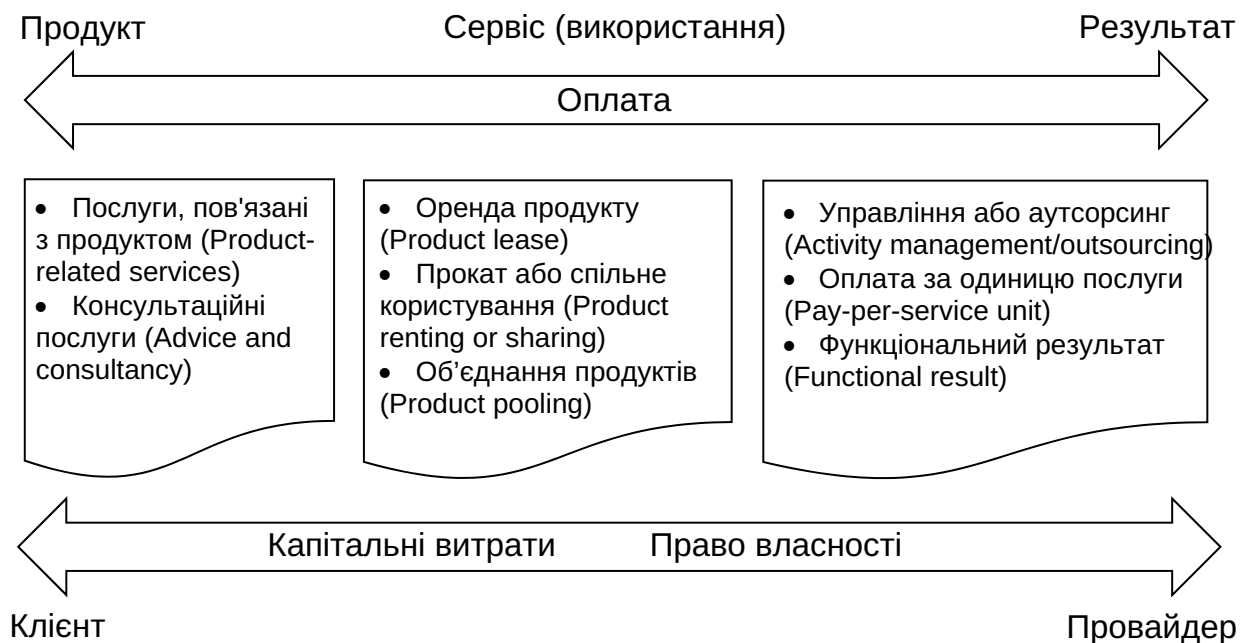 Продукт Сервіс (використання) Результат
Оплата
• Послуги, пов'язані
з продуктом (Product-
related services)
• Консультаційні
послуги (Advice and
consultancy)
• Оренда продукту
(Product lease)
• Прокат або спільне
користування (Product
renting or sharing)
• Об’єднання продуктів
(Product pooling)
• Управління або аутсорсинг
(Activity management/outsourcing)
• Оплата за одиницю послуги
(Pay-per-service unit)
• Функціональний результат
(Functional result)
Капітальні витрати Право власності
Клієнт Провайдер